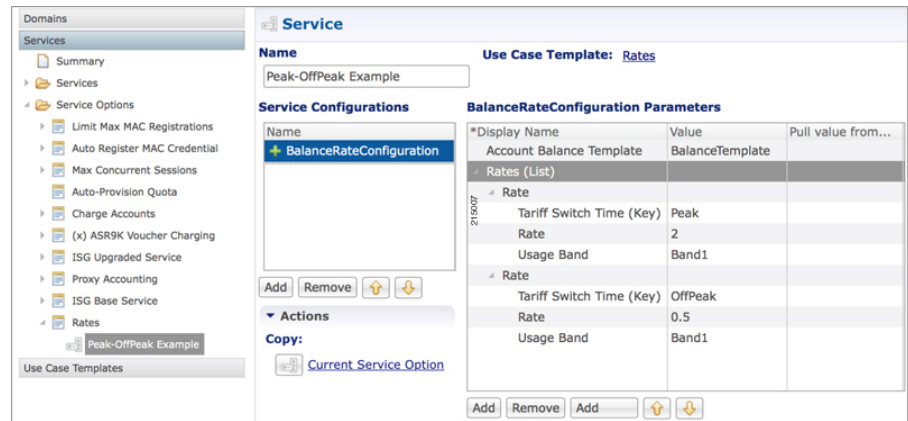 Domains
Services
Summary
Services
Service Options
Limit Max MAC Registrations
Auto Register MAC Credential
Max Concurrent Sessions
Auto-Provision Quota
Charge Accounts
(x) ASR9K Voucher Charging
ISG Upgraded Service
Proxy Accounting
ISG Base Service
Rates
Peak-OffPeak Example
Use Case Templates
Service
Name
Peak-OffPeak Example
Use Case Template: Rates
Service Configurations
Name
BalanceRateConfiguration
Add Remove
Actions
Copy:
Current Service Option
BalanceRateConfiguration Parameters
*Display Name Value Pull value from...
Account Balance Template BalanceTemplate
Rates (List)
Rate
Tariff Switch Time (Key) Peak
Rate 2
Usage Band Band1
Rate
Tariff Switch Time (Key) OffPeak
Rate 0.5
Usage Band Band1
Add Remove Add
215007